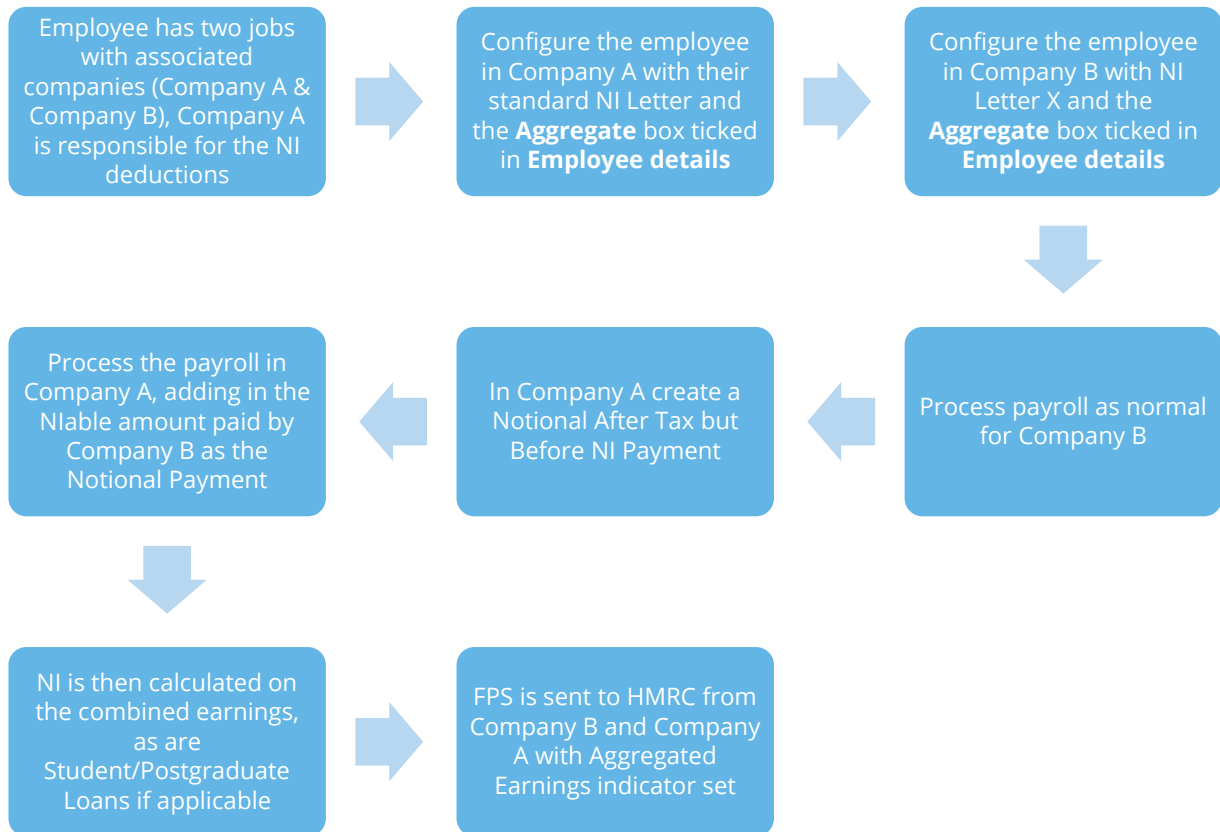 Employee has two jobs
with associated
companies (Company A &
Company B), Company A
is responsible for the NI
deductions
Configure the employee
in Company A with their
standard NI Letter and
the Aggregate box ticked
in Employee details
Configure the employee
in Company B with NI
Letter X and the
Aggregate box ticked in
Employee details
Process payroll as normal
for Company B
In Company A create a
Notional After Tax but
Before NI Payment
Process the payroll in
Company A, adding in the
NIable amount paid by
Company B as the
Notional Payment
NI is then calculated on
the combined earnings,
as are
Student/Postgraduate
Loans if applicable
FPS is sent to HMRC from
Company B and Company
A with Aggregated
Earnings indicator set